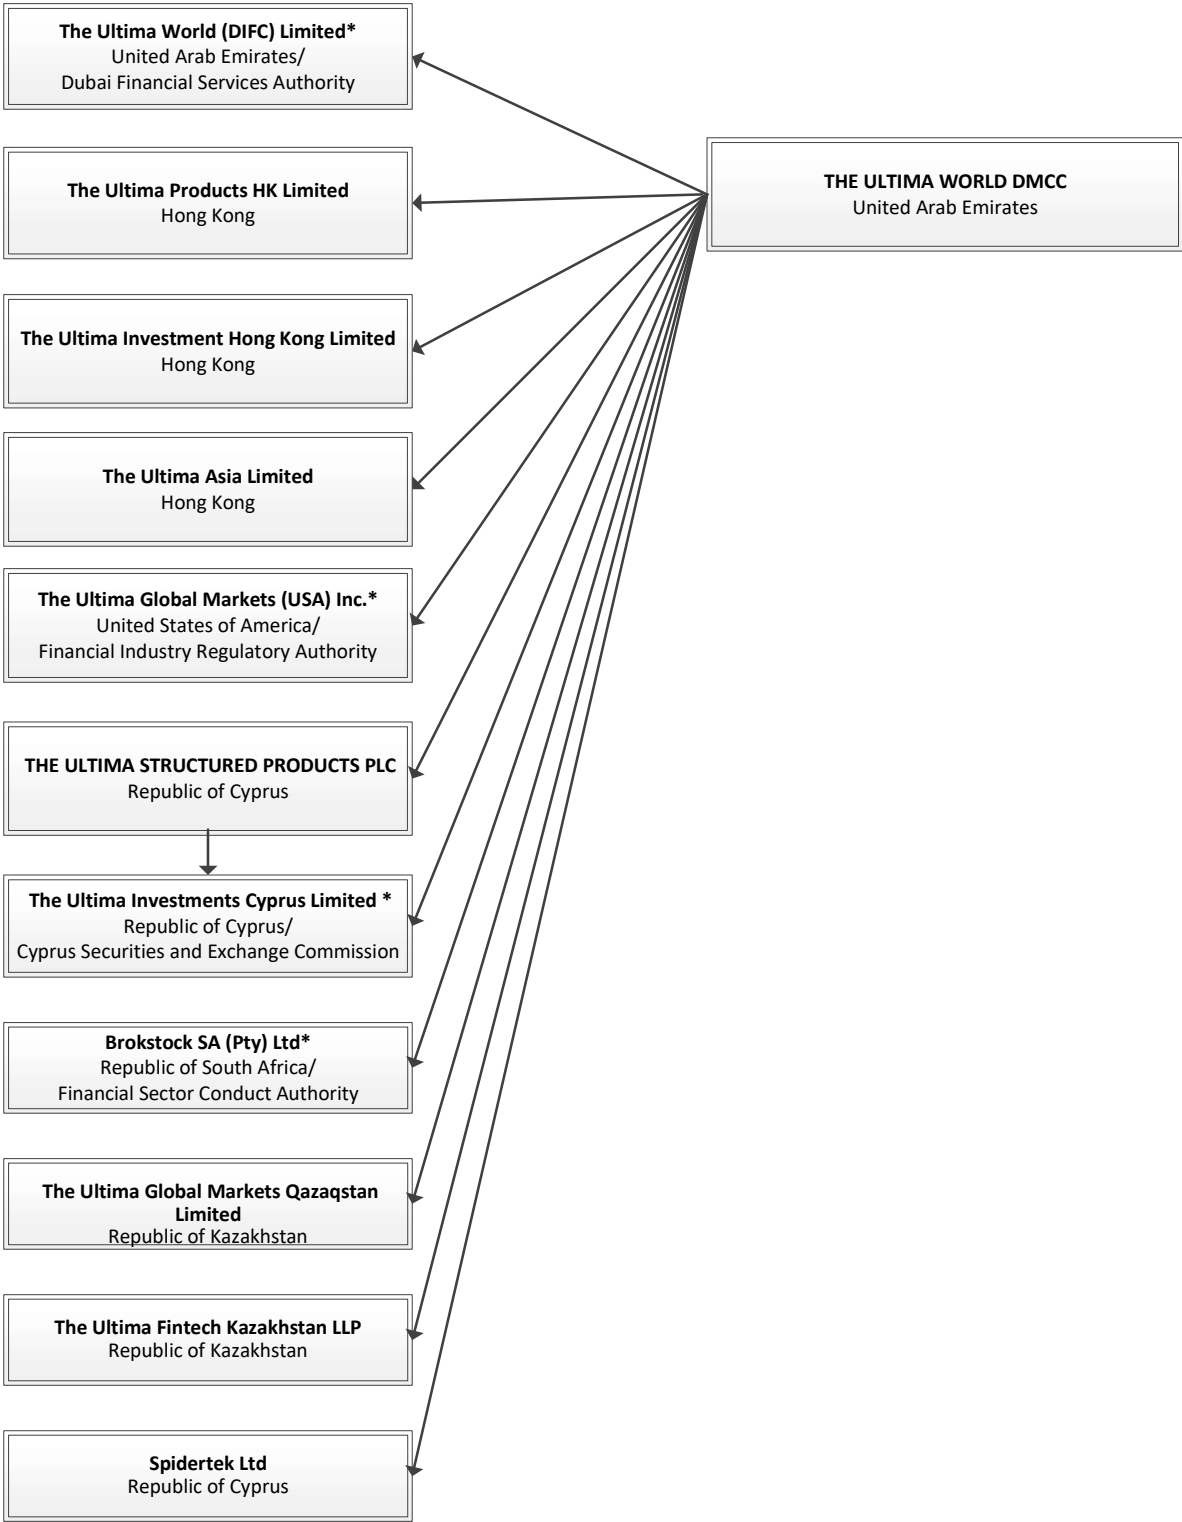 The Ultima World (DIFC) Limited*
United Arab Emirates/
Dubai Financial Services Authority
THE ULTIMA WORLD DMCC
United Arab Emirates
The Ultima Products HK Limited
Hong Kong
The Ultima Investment Hong Kong Limited
Hong Kong
The Ultima Asia Limited
Hong Kong
The Ultima Global Markets (USA) Inc.*
United States of America/
Financial Industry Regulatory Authority
THE ULTIMA STRUCTURED PRODUCTS PLC
Republic of Cyprus
The Ultima Investments Cyprus Limited *
Republic of Cyprus/
Cyprus Securities and Exchange Commission
Brokstock SA (Pty) Ltd*
Republic of South Africa/
Financial Sector Conduct Authority
The Ultima Global Markets Qazaqstan
Limited
Republic of Kazakhstan
The Ultima Fintech Kazakhstan LLP
Republic of Kazakhstan
Spidertek Ltd
Republic of Cyprus